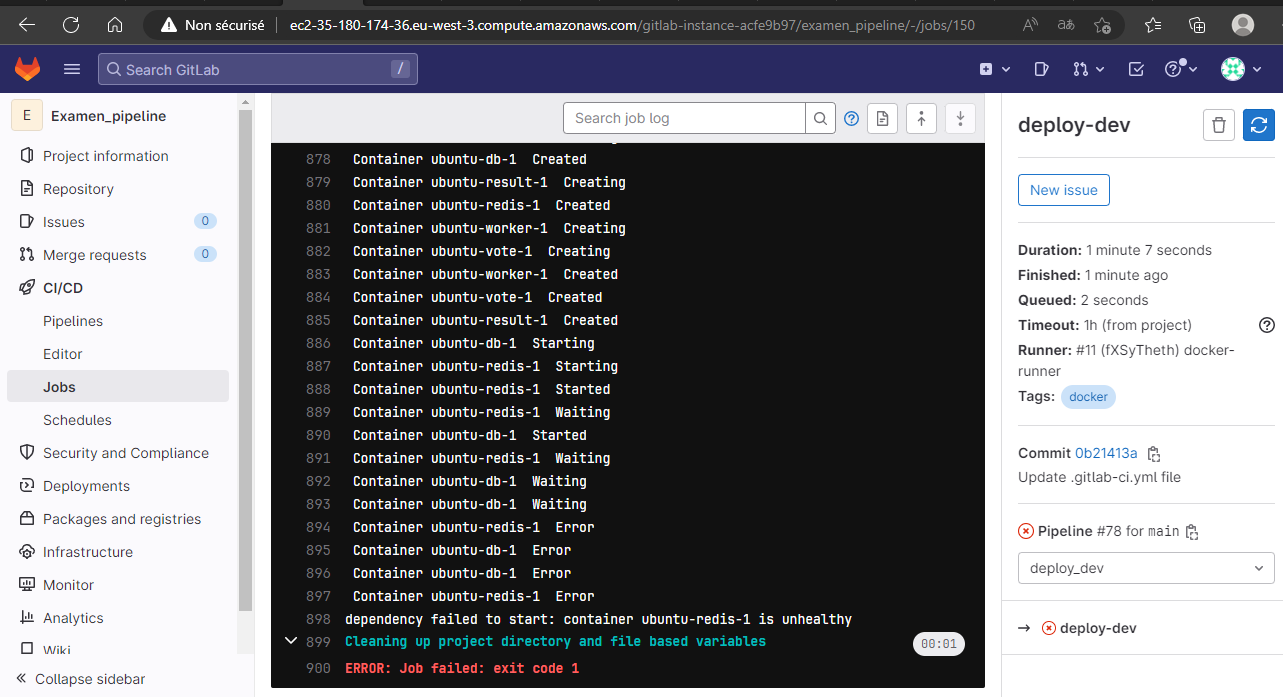 Non sécurisé
ec2-35-180-174-36.eu-west-3.compute.amazonaws.com/gitlab-instance-acfe9b97/examen_pipeline/-/jobs/150
Search GitLab /
E Examen_pipeline
Project information
Repository
Issues 0
Merge requests 0
CI/CD
Pipelines
Editor
Jobs
Schedules
Security and Compliance
Deployments
Packages and registries
Infrastructure
Monitor
Analytics
Wiki
Collapse sidebar
Search job log
878 Container ubuntu-db-1 Created
879 Container ubuntu-result-1 Creating
880 Container ubuntu-redis-1 Created
881 Container ubuntu-worker-1 Creating
882 Container ubuntu-vote-1 Creating
883 Container ubuntu-worker-1 Created
884 Container ubuntu-vote-1 Created
885 Container ubuntu-result-1 Created
886 Container ubuntu-db-1 Starting
887 Container ubuntu-redis-1 Starting
888 Container ubuntu-redis-1 Started
889 Container ubuntu-redis-1 Waiting
890 Container ubuntu-db-1 Started
891 Container ubuntu-redis-1 Waiting
892 Container ubuntu-db-1 Waiting
893 Container ubuntu-db-1 Waiting
894 Container ubuntu-redis-1 Error
895 Container ubuntu-db-1 Error
896 Container ubuntu-db-1 Error
897 Container ubuntu-redis-1 Error
898 dependency failed to start: container ubuntu-redis-1 is unhealthy
899 Cleaning up project directory and file based variables 00:01
900 ERROR: Job failed: exit code 1
deploy-dev
New issue
Duration: 1 minute 7 seconds
Finished: 1 minute ago
Queued: 2 seconds
Timeout: 1h (from project)
Runner: #11 (fXSyTheth) docker-
runner
Tags: docker
Commit 0b21413a
Update .gitlab-ci.yml file
Pipeline #78 for main
deploy_dev
→ deploy-dev